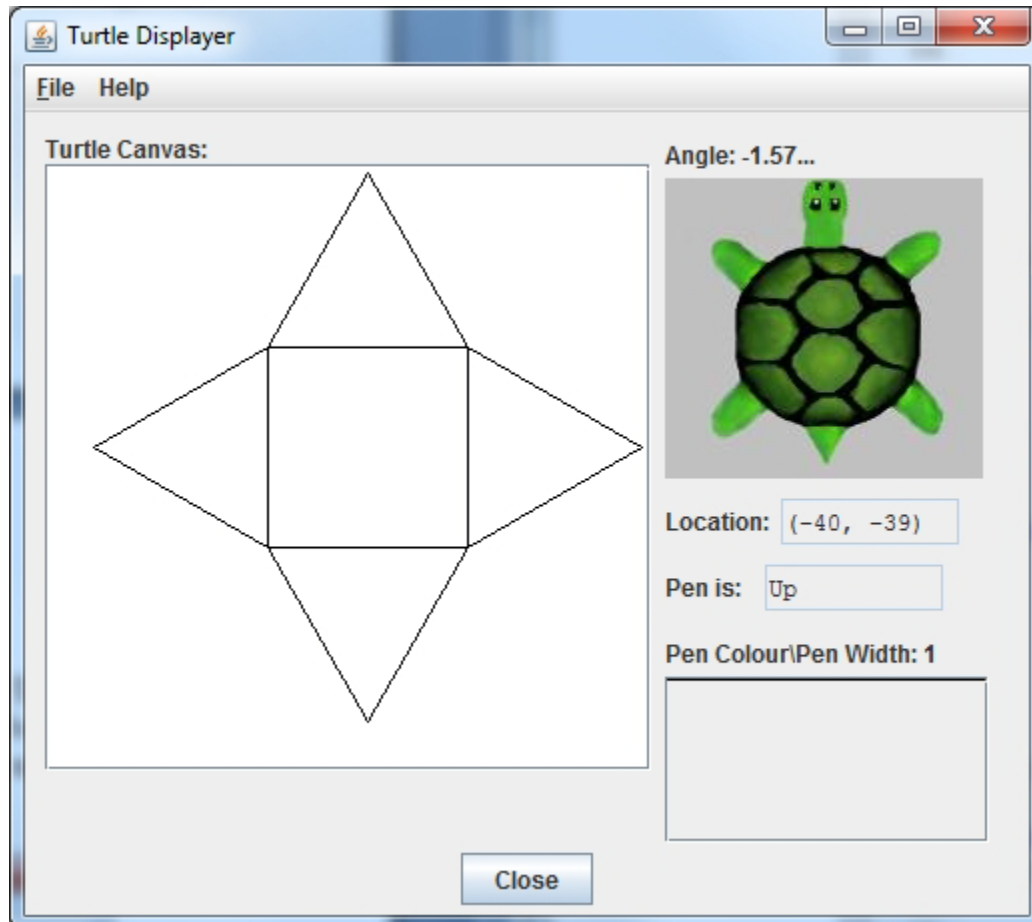 Turtle Displayer
File Help
Turtle Canvas:
Angle: -1.57...
Location: (-40, -39)
Pen is: Up
Pen Colour\Pen Width: 1
Close